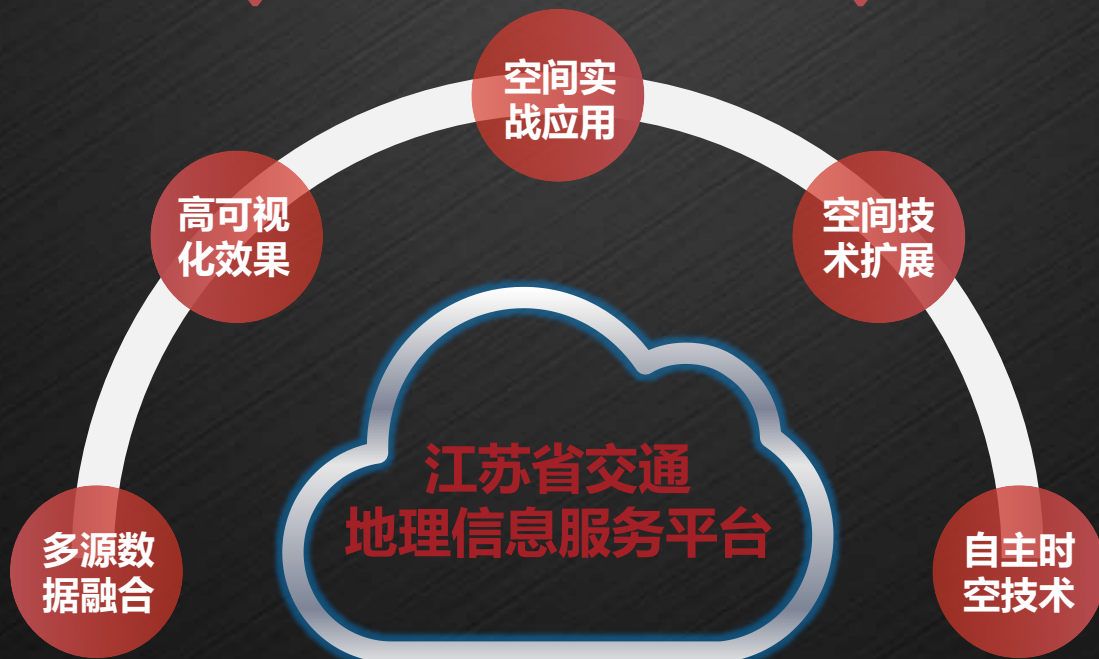 空间实
战应用
高可视
化效果
空间技
术扩展
江苏省交通
地理信息服务平台
多源数
据融合
自主时
空技术